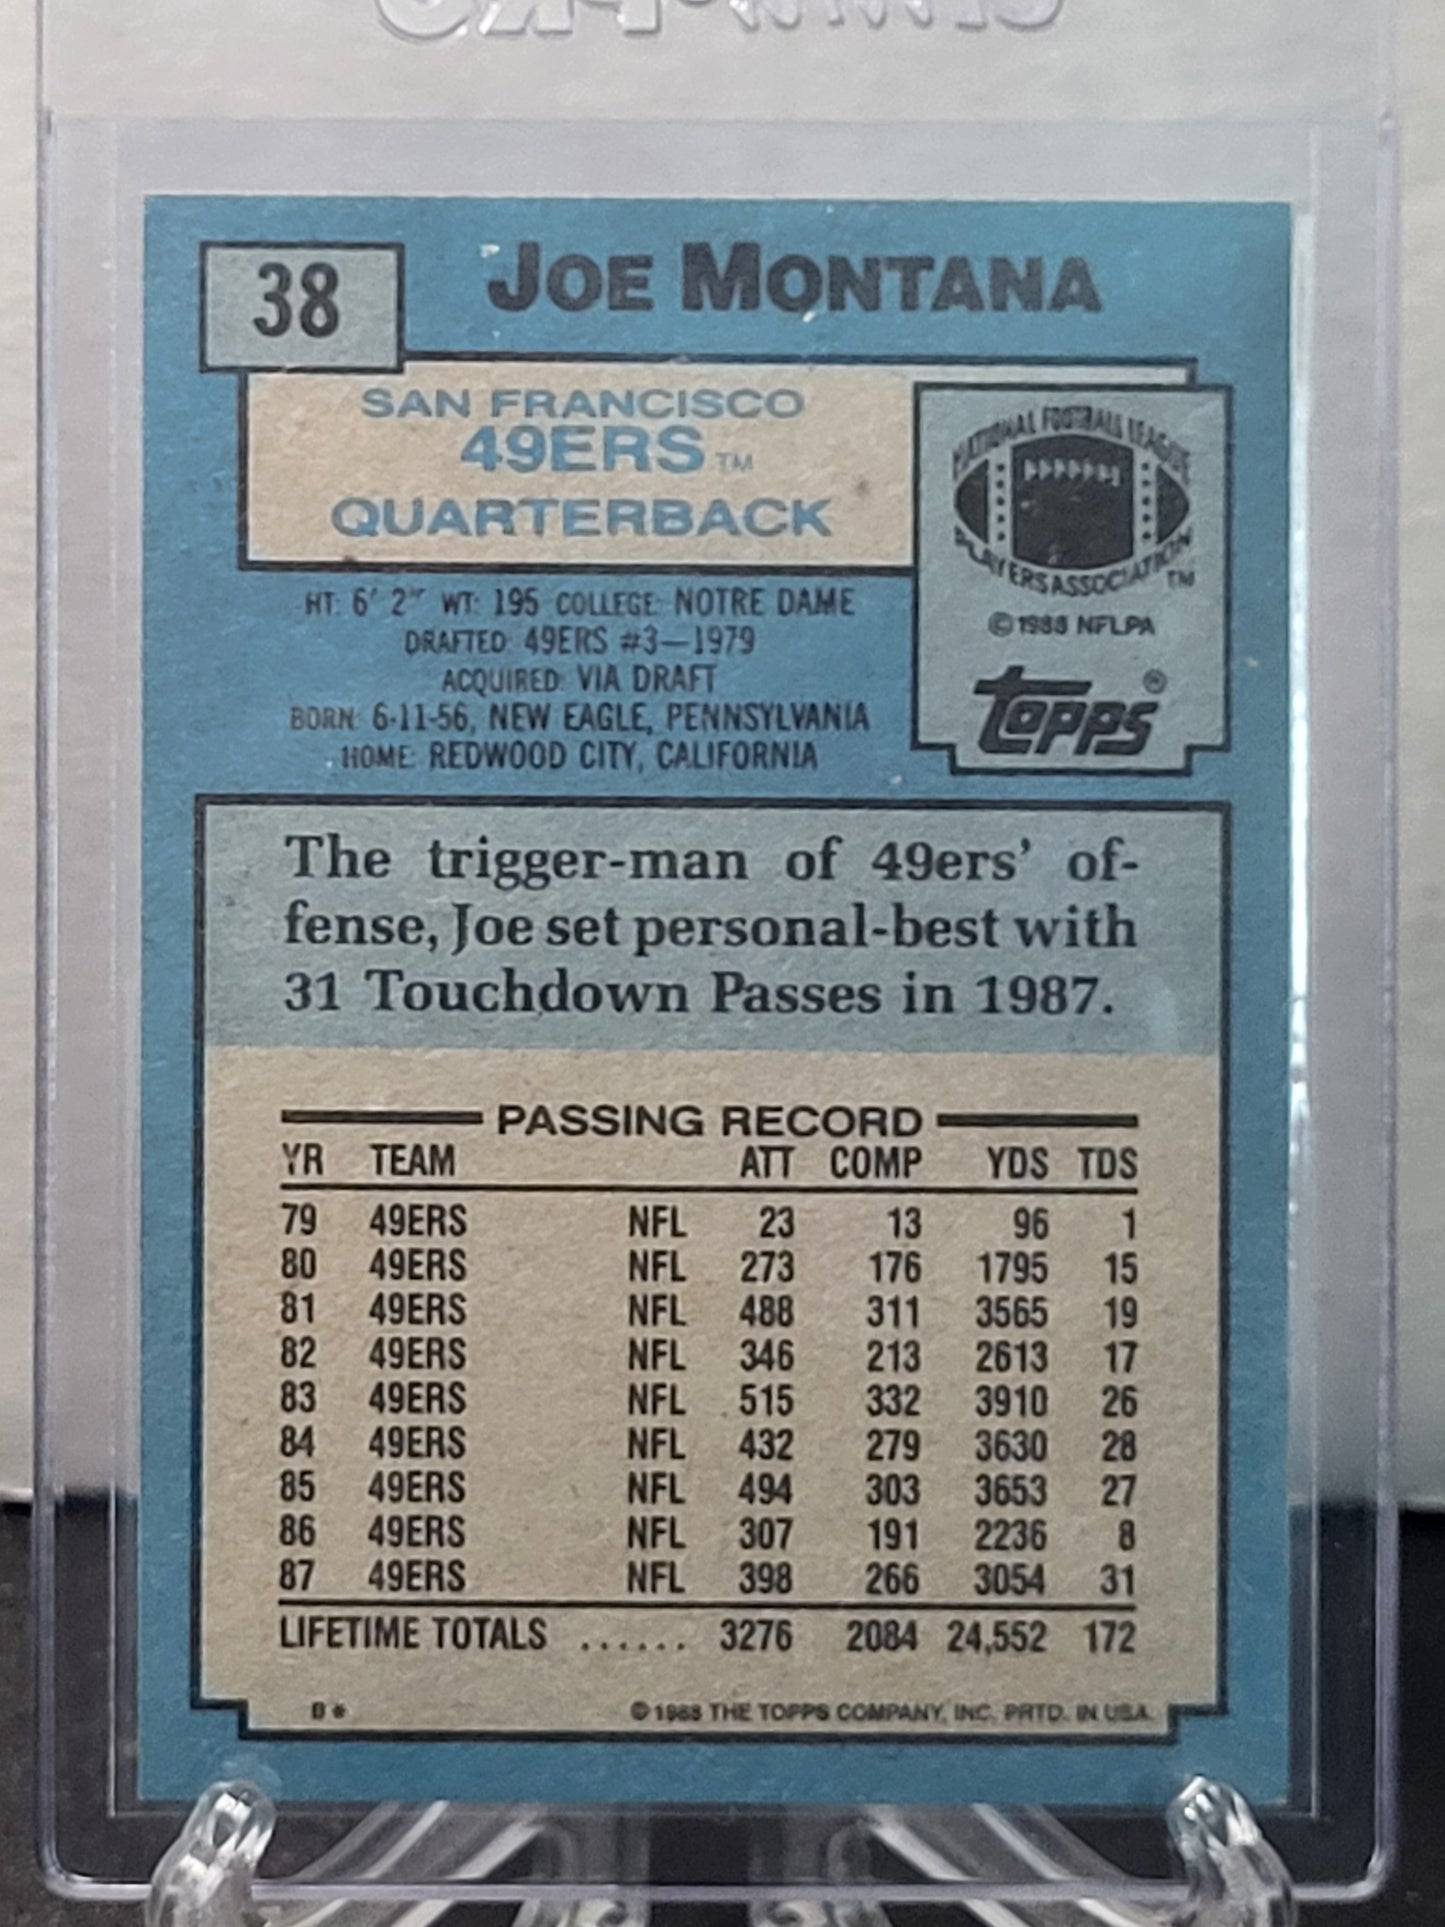 38
JOE MONTANA
SAN FRANCISCO
49ERS TM
QUARTERBACK
NATIONAL FOOTBALL LEAGUE
PLAYERS ASSOCIATION TM
©1988 NFLPA
Topps®
HT: 6' 2" WT: 195 COLLEGE: NOTRE DAME
DRAFTED: 49ERS #3—1979
ACQUIRED: VIA DRAFT
BORN: 6-11-56, NEW EAGLE, PENNSYLVANIA
HOME: REDWOOD CITY, CALIFORNIA
The trigger-man of 49ers' of-
fense, Joe set personal-best with
31 Touchdown Passes in 1987.
PASSING RECORD
YR TEAM ATT COMP YDS TDS
79 49ERS NFL 23 13 96 1
80 49ERS NFL 273 176 1795 15
81 49ERS NFL 488 311 3565 19
82 49ERS NFL 346 213 2613 17
83 49ERS NFL 515 332 3910 26
84 49ERS NFL 432 279 3630 28
85 49ERS NFL 494 303 3653 27
86 49ERS NFL 307 191 2236 8
87 49ERS NFL 398 266 3054 31
LIFETIME TOTALS ...... 3276 2084 24,552 172
© 1988 THE TOPPS COMPANY, INC. PRTD. IN USA